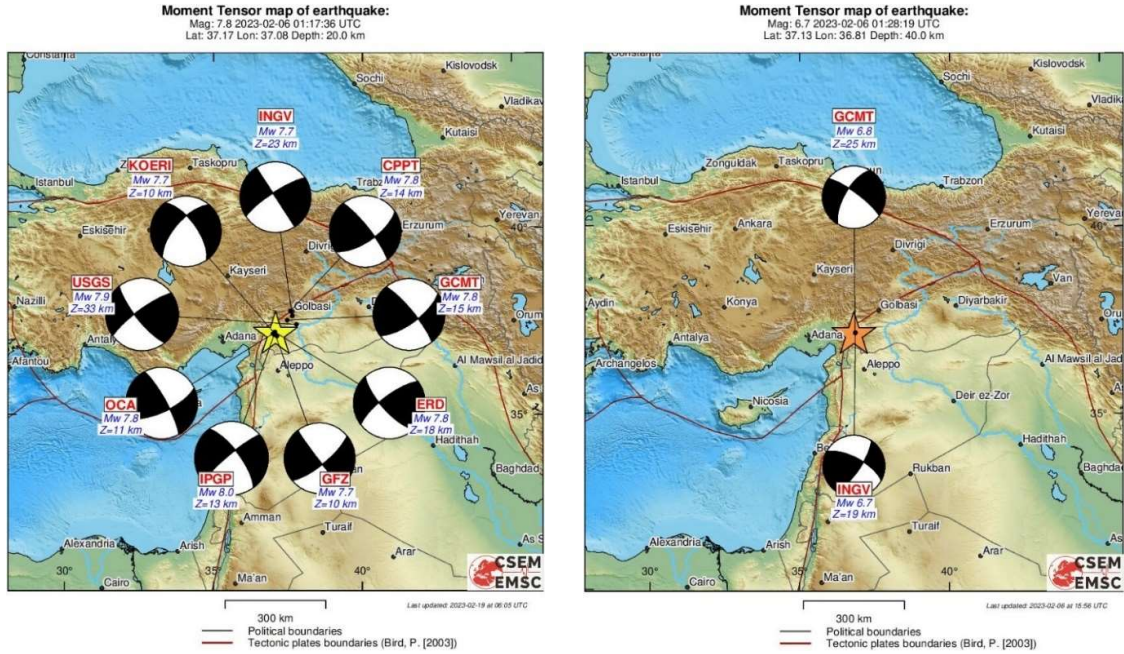 Moment Tensor map of earthquake:
Mag: 7.8 2023-02-06 01:17:36 UTC
Lat: 37.17 Lon: 37.08 Depth: 20.0 km
Constanta
Kislovodsk
Sochi
Vladikav
Kutaisi
INGV
Mw 7.7
Z=23 km
KOERI
Mw 7.7
Z=10 km
Taskopru
CPPT
Mw 7.8
Z=14 km
Istanbul
Trabz
Erzurum
Yerevan
40°
Eskisehir
Divrigi
Kayseri
USGS
Mw 7.9
Z=33 km
GCMT
Mw 7.8
Z=15 km
Nazilli
Golbasi
Orum
Antaly
Adana
Afantou
Aleppo
Al Mawsil al Jadid
As
OCA
Mw 7.8
Z=11 km
ERD
Mw 7.8
Z=18 km
35°
Hadithah
Baghdad
IPGP
Mw 8.0
Z=13 km
GFZ
Mw 7.7
Z=10 km
Amman
Turaif
Alexandria
Arish
Arar
As S
30°
35°
40°
Cairo
Ma'an
CSEM
EMSC
Last updated: 2023-02-19 at 06:05 UTC
300 km
Political boundaries
Tectonic plates boundaries (Bird, P. [2003])
Moment Tensor map of earthquake:
Mag: 6.7 2023-02-06 01:28:19 UTC
Lat: 37.13 Lon: 36.81 Depth: 40.0 km
Constanta
Kislovodsk
Sochi
Vladikav
Kutaisi
GCMT
Mw 6.8
Z=25 km
Zonguldak
Taskopru
un
Istanbul
Trabzon
Ankara
Erzurum
Yereva
40°
Eskisehir
Divrigi
Kayseri
Van
Aydin
Konya
Golbasi
Diyarbakir
Orum
Antalya
Adana
Archangelos
Aleppo
Al Mawsil al Jadid
As
Nicosia
Deir ez-Zor
35°
Hadithah
Be
INGV
Mw 6.7
Z=19 km
Rukban
Baghdad
Turaif
Alexandria
Arish
Arar
As S
30°
35°
40°
Cairo
Ma'an
CSEM
EMSC
Last updated: 2023-02-06 at 15:56 UTC
300 km
Political boundaries
Tectonic plates boundaries (Bird, P. [2003])